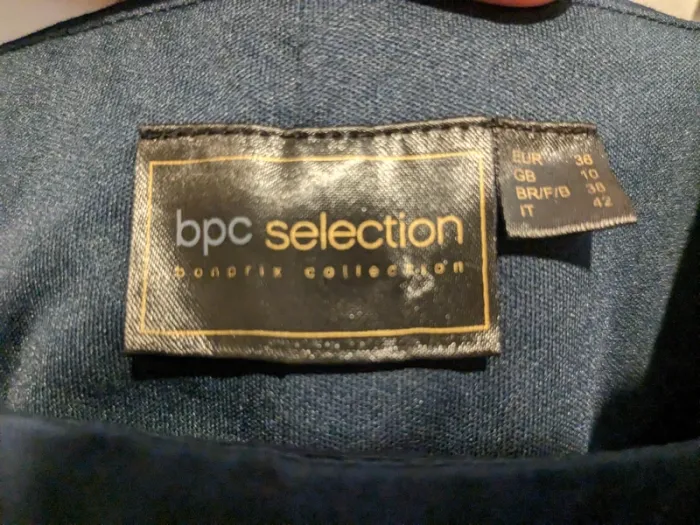 bpc selection
bonprix collection
EUR 38
GB 10
BR/F/B 38
IT 42